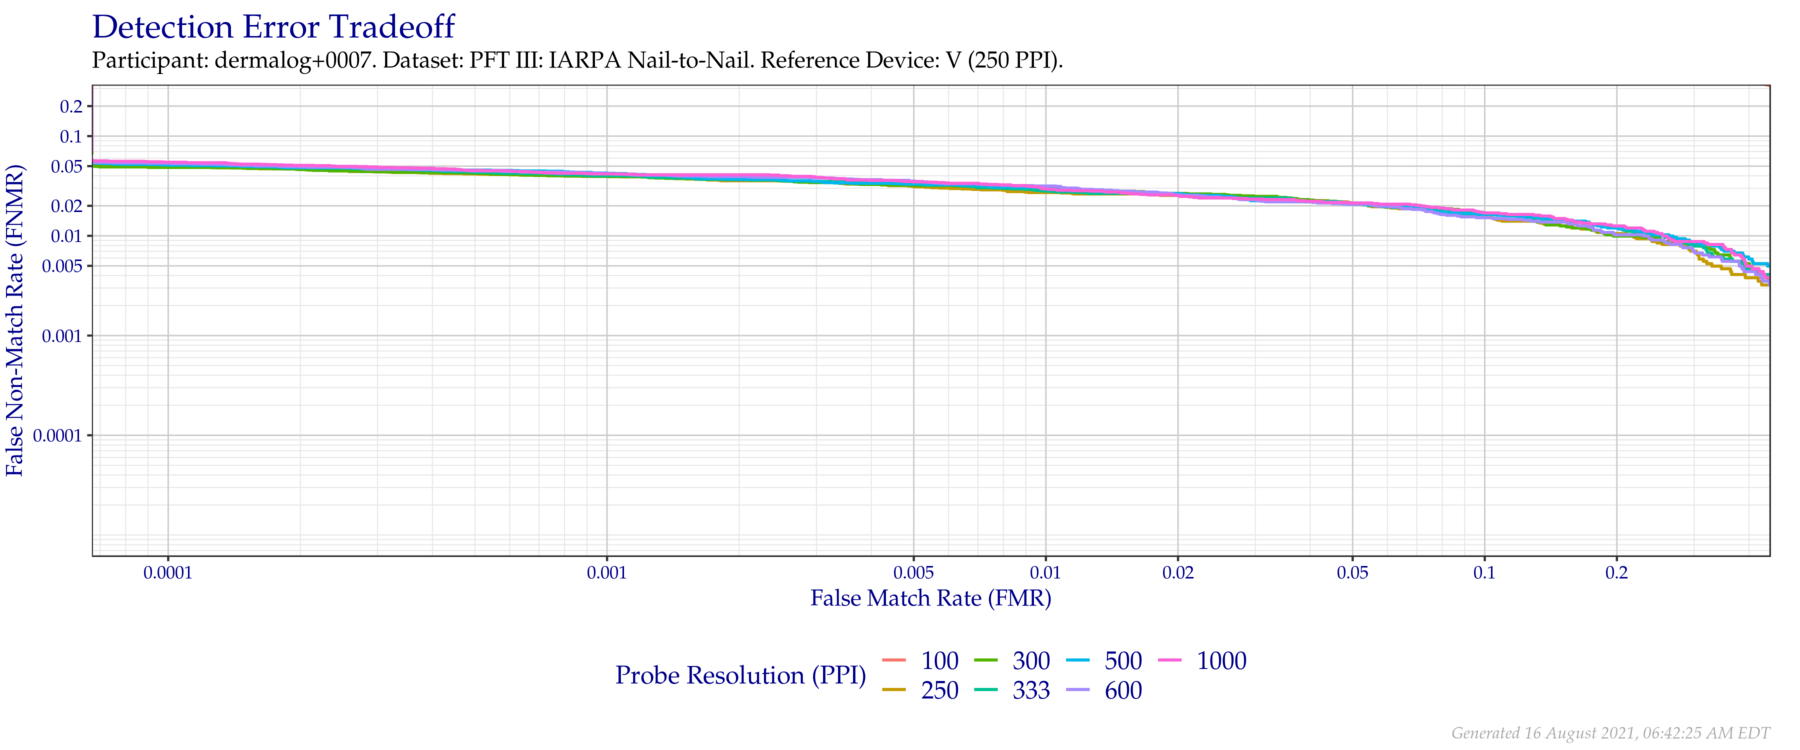 Detection Error Tradeoff
Participant: dermalog+0007. Dataset: PFT III: IARPA Nail-to-Nail. Reference Device: V (250 PPI).
False Non-Match Rate (FNMR)
0.2
0.1
0.05
0.02
0.01
0.005
0.001
0.0001
0.0001 0.001 0.005 0.01 0.02 0.05 0.1 0.2
False Match Rate (FMR)
Probe Resolution (PPI)
100 300 500 1000
250 333 600
Generated 16 August 2021, 06:42:25 AM EDT